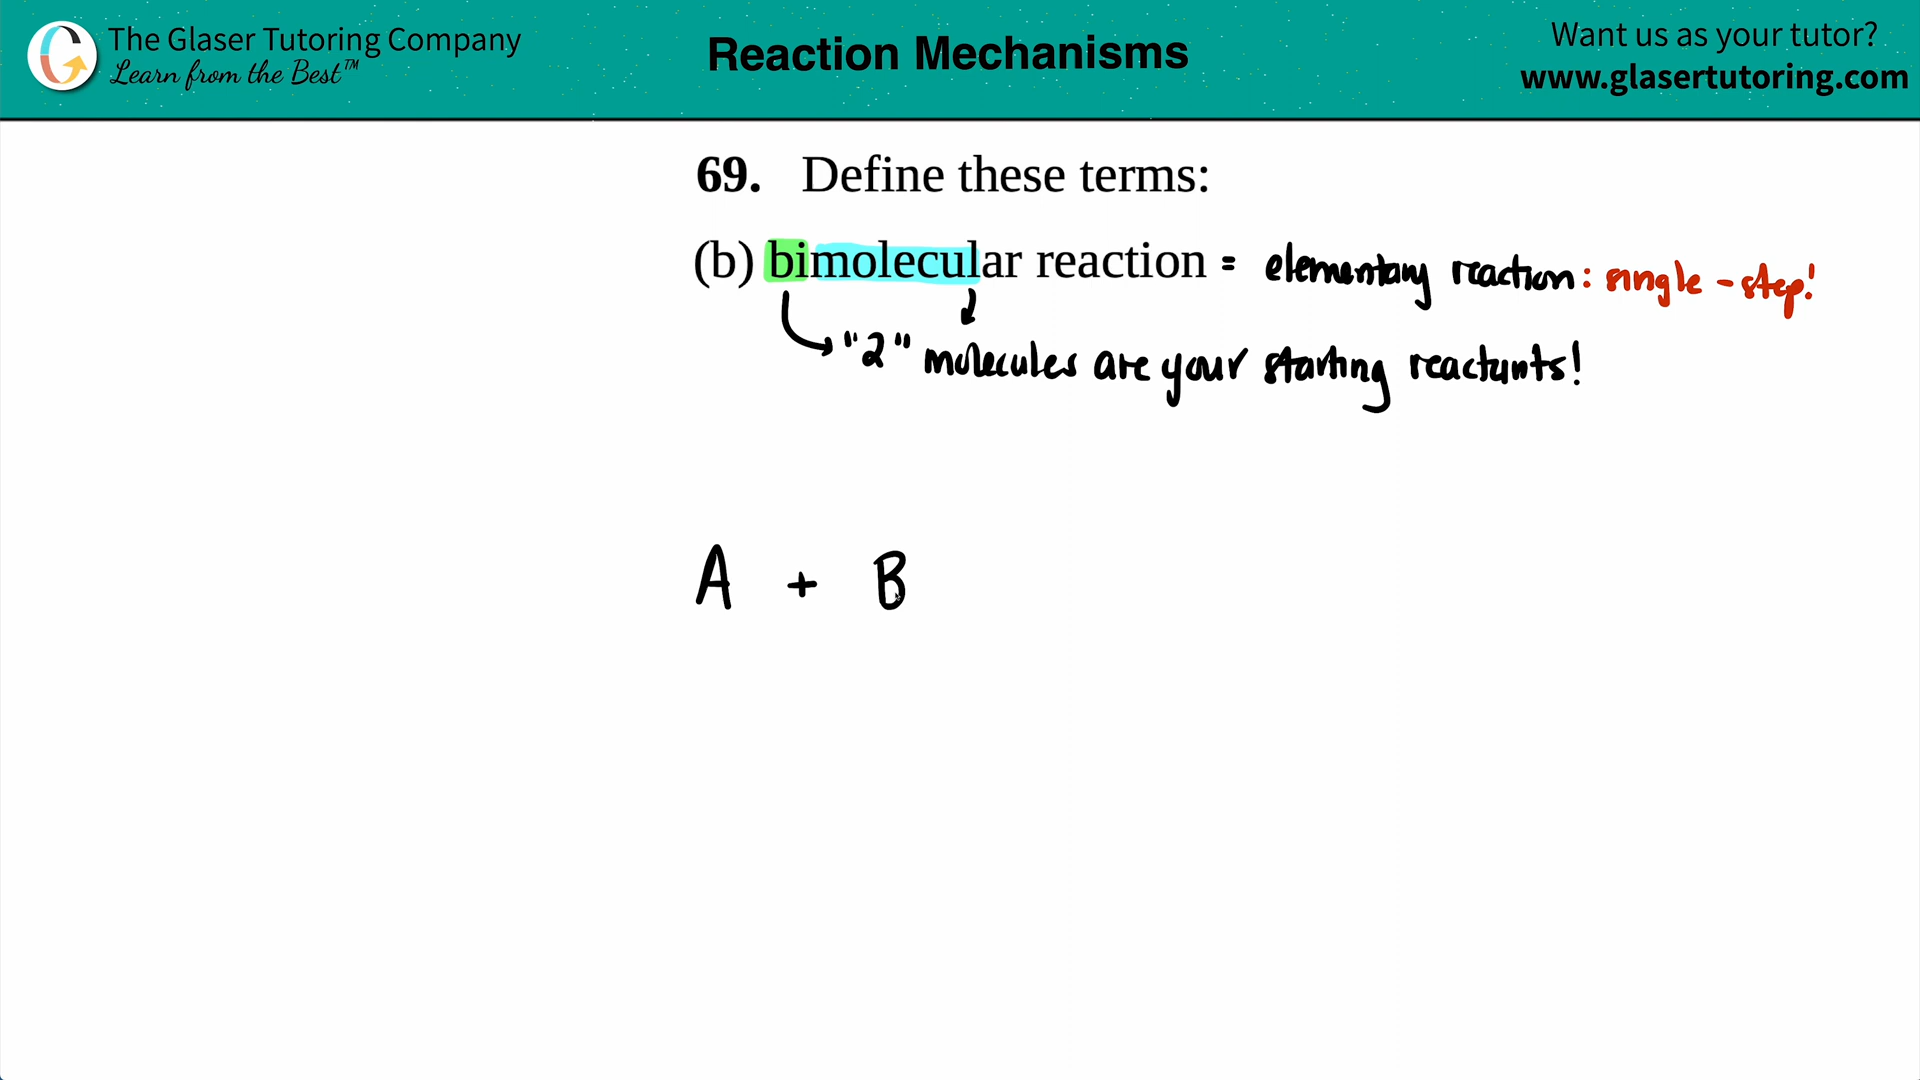 The Glaser Tutoring Company
Learn from the Best™
Reaction Mechanisms
Want us as your tutor?
www.glasertutoring.com
69. Define these terms:
(b) bimolecular reaction = elementary reaction: single-step!
"2" molecules are your starting reactants!
A + B